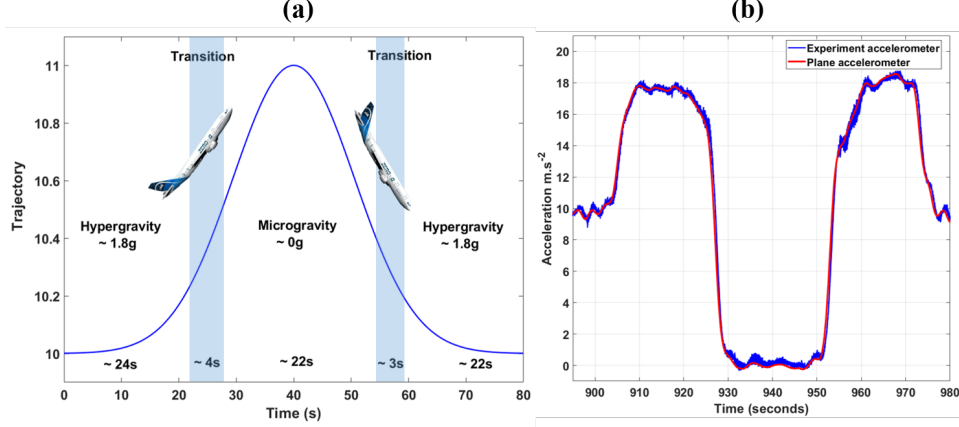 (a)
Transition
Transition
Hypergravity
~ 1.8g
Microgravity
~ 0g
Hypergravity
~ 1.8g
~ 24s
~ 4s
~ 22s
~ 3s
~ 22s
Trajectory
11
10.8
10.6
10.4
10.2
10
0 10 20 30 40 50 60 70 80
Time (s)
(b)
Experiment accelerometer
Plane accelerometer
Acceleration m.s-2
20
18
16
14
12
10
8
6
4
2
0
900 910 920 930 940 950 960 970 980
Time (seconds)